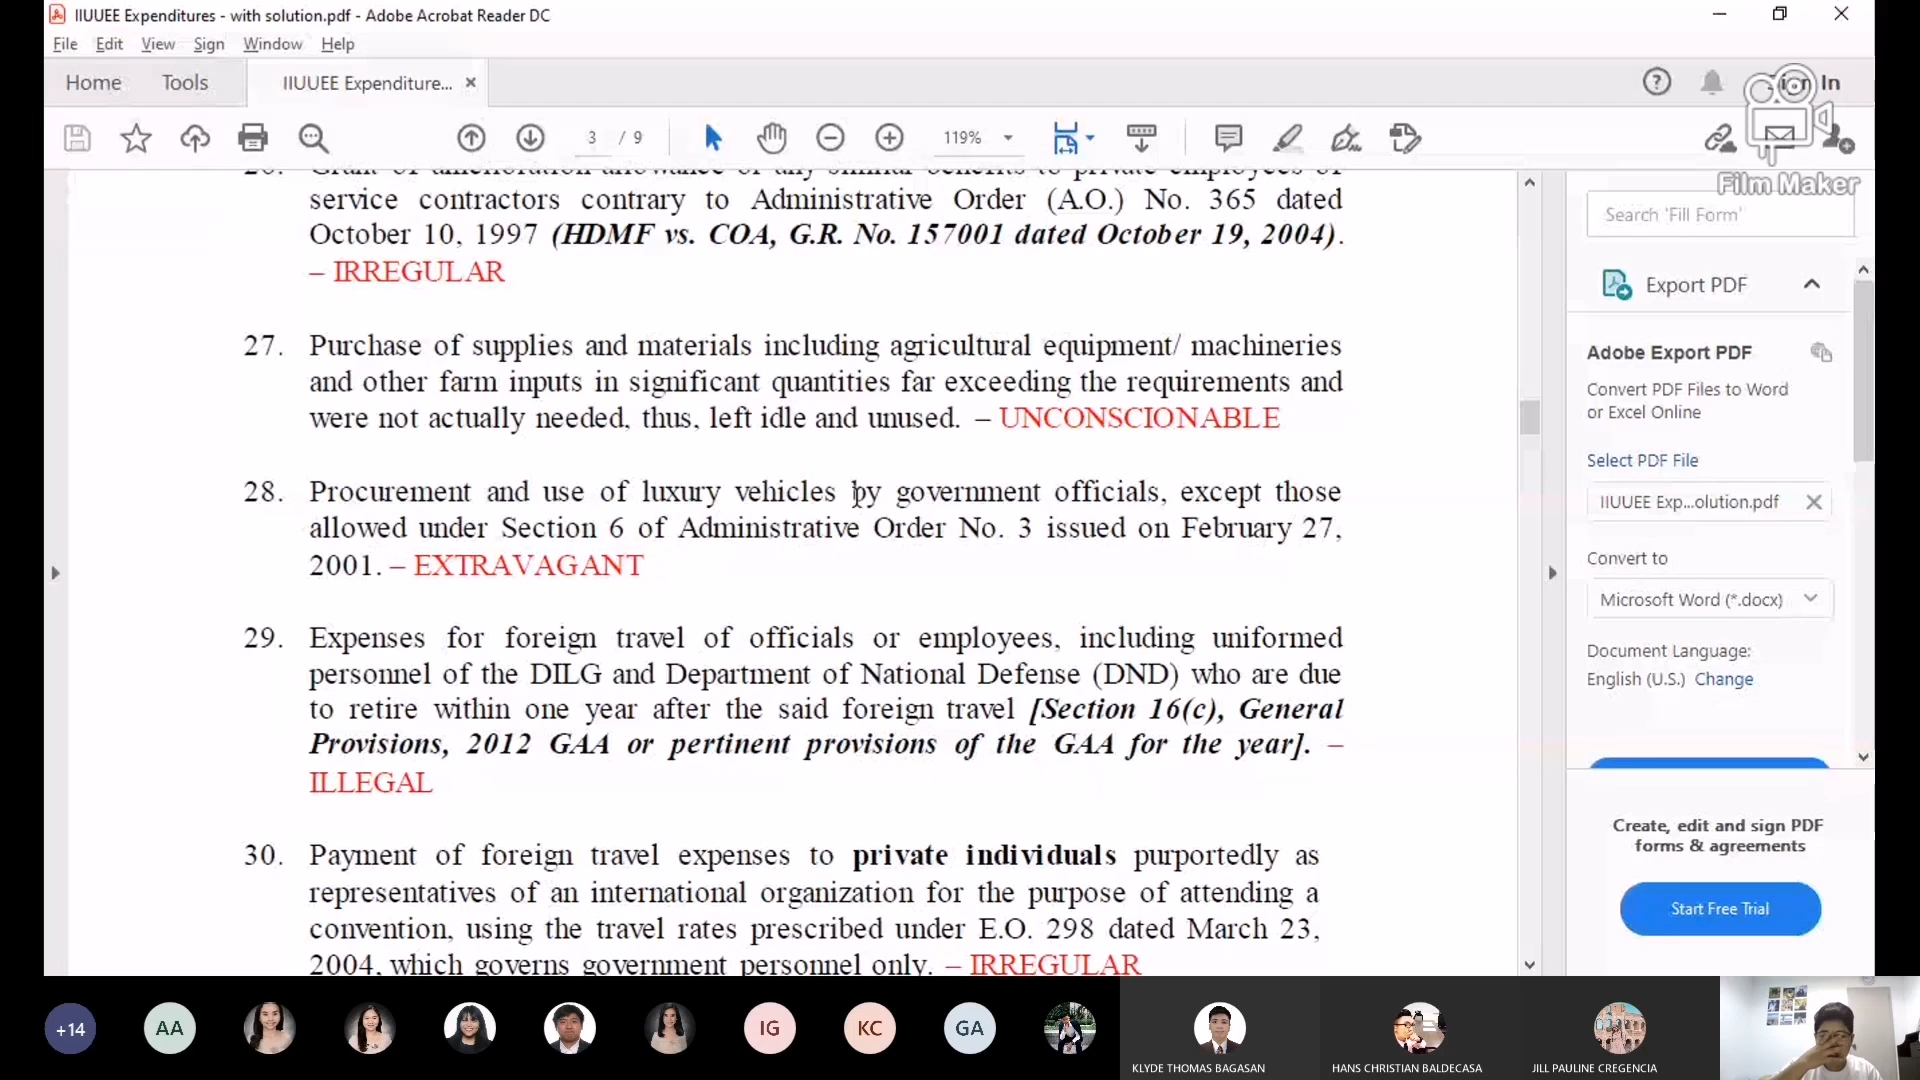 IIUUEE Expenditures - with solution.pdf - Adobe Acrobat Reader DC
File Edit View Sign Window Help
Home Tools IIUUEE Expenditure...
3 / 9 119%
Film Maker
service contractors contrary to Administrative Order (A.O.) No. 365 dated
October 10, 1997 (HDMF vs. COA, G.R. No. 157001 dated October 19, 2004).
– IRREGULAR
27. Purchase of supplies and materials including agricultural equipment/ machineries
and other farm inputs in significant quantities far exceeding the requirements and
were not actually needed, thus, left idle and unused. – UNCONSCIONABLE
28. Procurement and use of luxury vehicles by government officials, except those
allowed under Section 6 of Administrative Order No. 3 issued on February 27,
2001. – EXTRAVAGANT
29. Expenses for foreign travel of officials or employees, including uniformed
personnel of the DILG and Department of National Defense (DND) who are due
to retire within one year after the said foreign travel [Section 16(c), General
Provisions, 2012 GAA or pertinent provisions of the GAA for the year]. –
ILLEGAL
30. Payment of foreign travel expenses to private individuals purportedly as
representatives of an international organization for the purpose of attending a
convention, using the travel rates prescribed under E.O. 298 dated March 23,
2004, which governs government personnel only. – IRREGULAR
Search 'Fill Form'
Export PDF
Adobe Export PDF
Convert PDF Files to Word
or Excel Online
Select PDF File
IIUUEE Exp...olution.pdf
Convert to
Microsoft Word (*.docx)
Document Language:
English (U.S.) Change
Create, edit and sign PDF
forms & agreements
Start Free Trial
+14 AA IG KC GA
KLYDE THOMAS BAGASAN HANS CHRISTIAN BALDECASA JILL PAULINE CREGENCIA